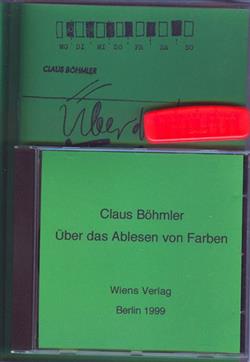 MO DI MI DO FR SA SO
CLAUS BÖHMLER
Claus Böhmler
Über das Ablesen von Farben
Wiens Verlag
Berlin 1999